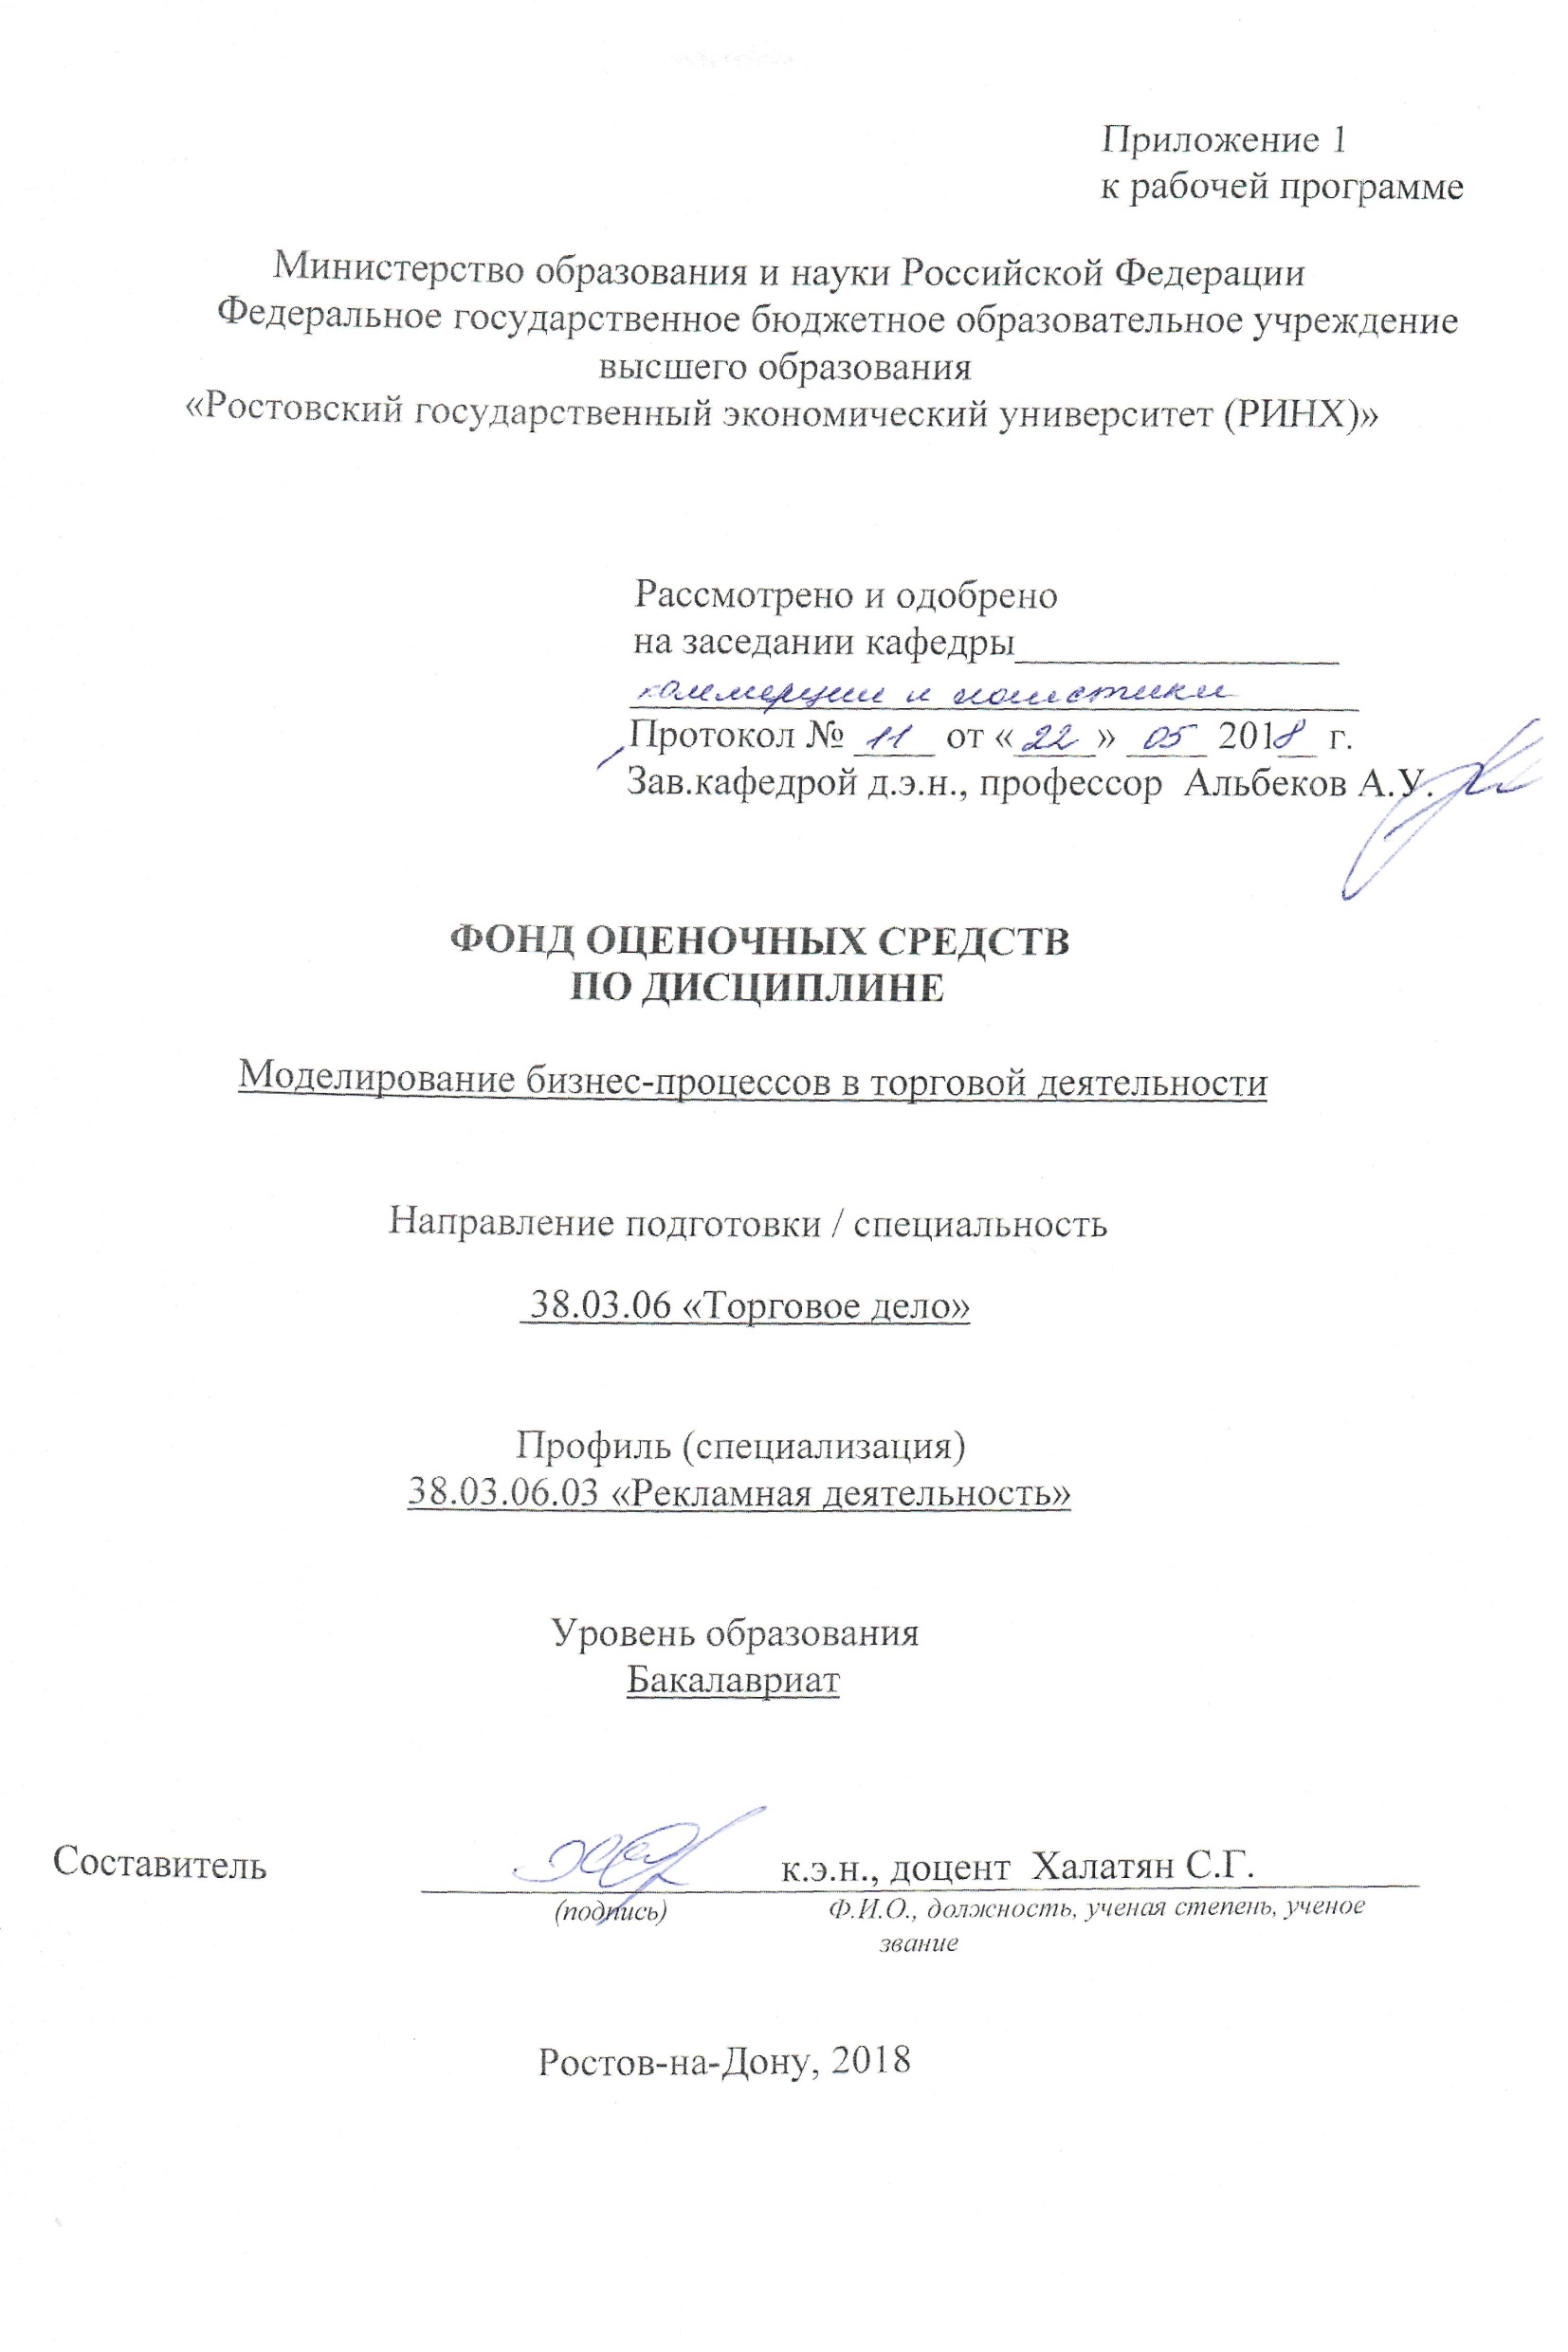 Приложение 1
к рабочей программе
Министерство образования и науки Российской Федерации
Федеральное государственное бюджетное образовательное учреждение
высшего образования
«Ростовский государственный экономический университет (РИНХ)»
Рассмотрено и одобрено
на заседании кафедры
коммерции и логистики
Протокол № 11 от «22» 05 2018 г.
Зав.кафедрой д.э.н., профессор Альбеков А.У.
ФОНД ОЦЕНОЧНЫХ СРЕДСТВ
ПО ДИСЦИПЛИНЕ
Моделирование бизнес-процессов в торговой деятельности
Направление подготовки / специальность
38.03.06 «Торговое дело»
Профиль (специализация)
38.03.06.03 «Рекламная деятельность»
Уровень образования
Бакалавриат
Составитель к.э.н., доцент Халатян С.Г.
(подпись) Ф.И.О., должность, ученая степень, ученое
звание
Ростов-на-Дону, 2018